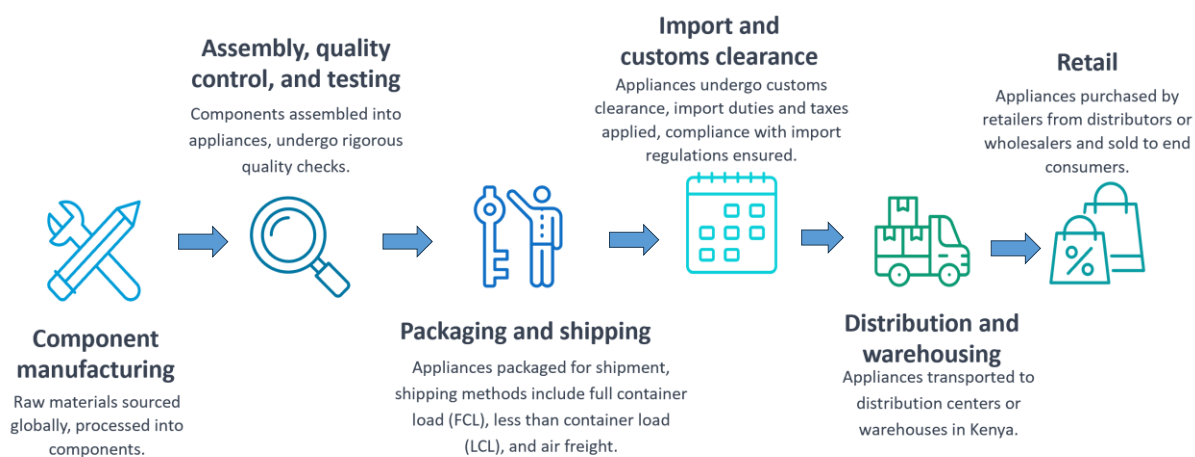 Component
manufacturing
Raw materials sourced
globally, processed into
components.
Assembly, quality
control, and testing
Components assembled into
appliances, undergo rigorous
quality checks.
Packaging and shipping
Appliances packaged for shipment,
shipping methods include full container
load (FCL), less than container load
(LCL), and air freight.
Import and
customs clearance
Appliances undergo customs
clearance, import duties and taxes
applied, compliance with import
regulations ensured.
Distribution and
warehousing
Appliances transported to
distribution centers or
warehouses in Kenya.
Retail
Appliances purchased by
retailers from distributors or
wholesalers and sold to end
consumers.
%